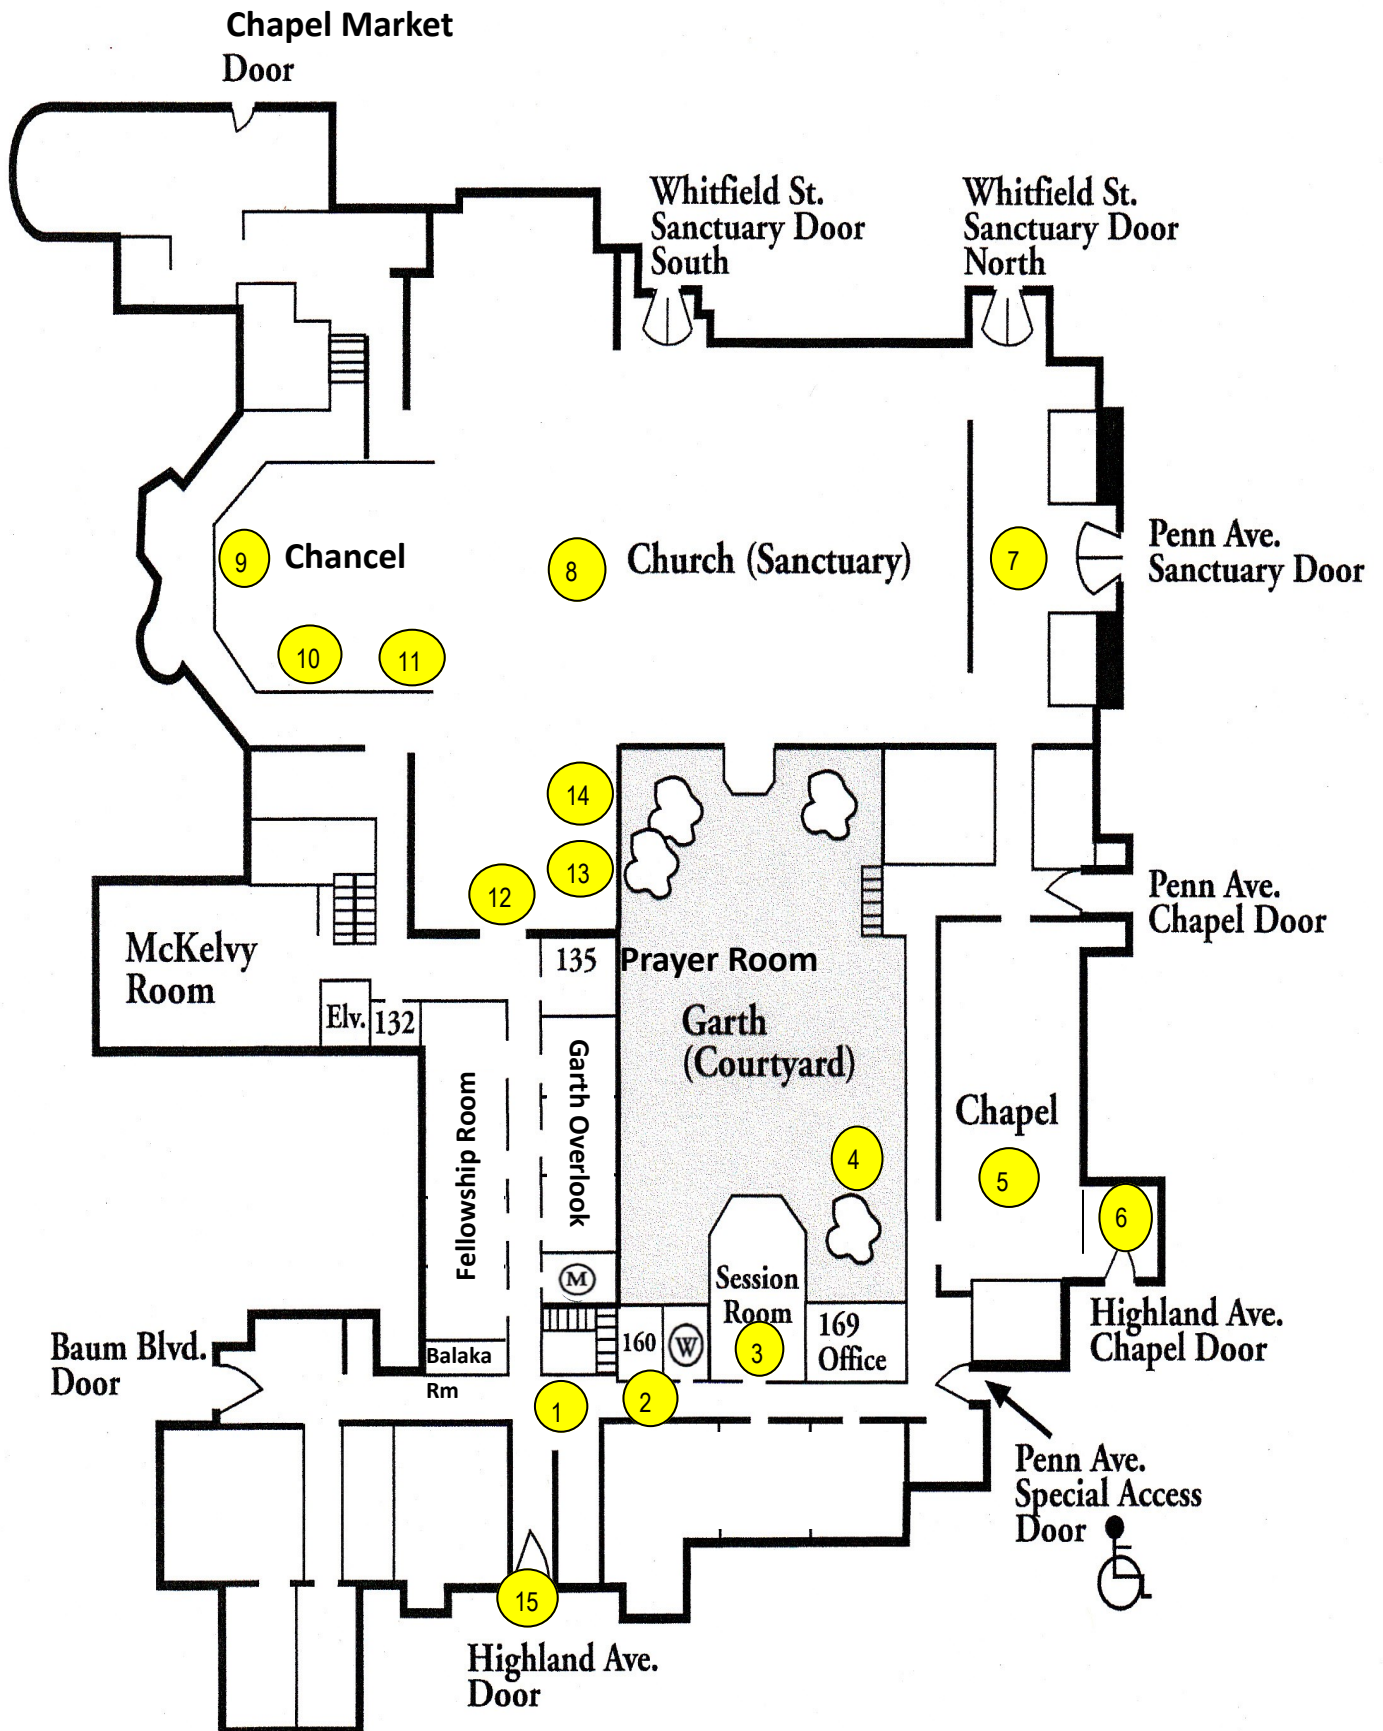 Chapel Market
Door
Whitfield St.
Sanctuary Door
South
Whitfield St.
Sanctuary Door
North
9
Chancel
8
Church (Sanctuary)
7
Penn Ave.
Sanctuary Door
10
11
14
13
12
Penn Ave.
Chapel Door
McKelvy
Room
135
Prayer Room
Elv.
132
Garth
(Courtyard)
Fellowship Room
Garth Overlook
Chapel
4
5
6
M
Session
Room
3
160
W
169
Office
Highland Ave.
Chapel Door
Baum Blvd.
Door
Balaka
Rm
1
2
Penn Ave.
Special Access
Door
15
Highland Ave.
Door